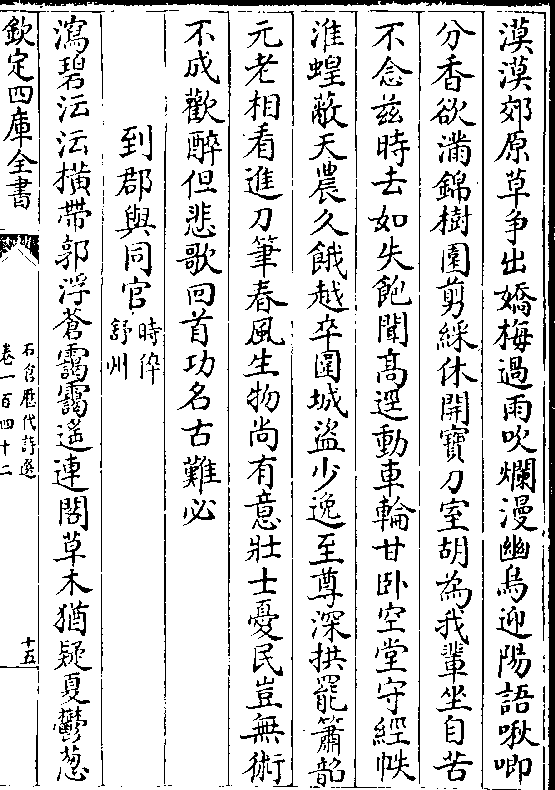 漠漠郊原草爭出嬌梅過雨吹爛漫幽鳥迎陽語啾唧
分香欲滿錦樹園剪綵休開寶刀室胡為我輩坐自苦
不念兹時去如失飽聞高逕動車輪甘卧空堂守經帙
淮蝗蔽天農久餓越卒圍城盜少逸至尊深拱罷簫韶
元老相看進刀筆春風生物尚有意壯士憂民豈無術
不成歡醉但悲歌回首功名古難必
到郡與同官時倅舒州
瀉碧沄沄横帶郭浮蒼靄靄遥連閣草木猶疑夏鬱葱
欽定四庫全書
石倉歷代詩選
卷一百四十二
十五